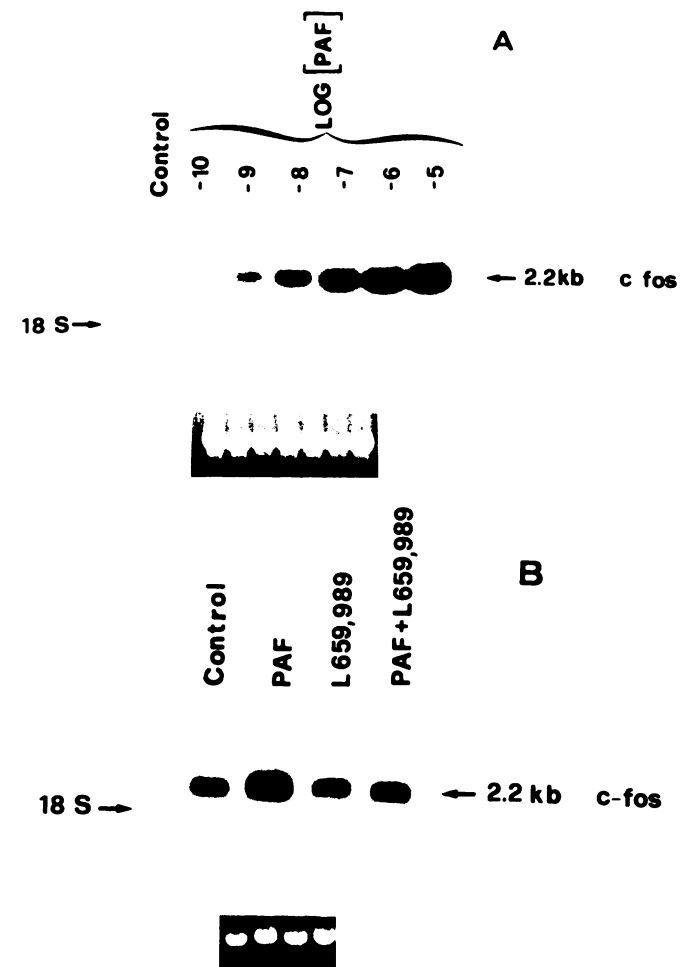 A
LOG [PAF]
Control
-10
-9
-8
-7
-6
-5
2.2kb c fos
18 S
B
Control
PAF
L659,989
PAF+L659,989
2.2 kb c-fos
18 S